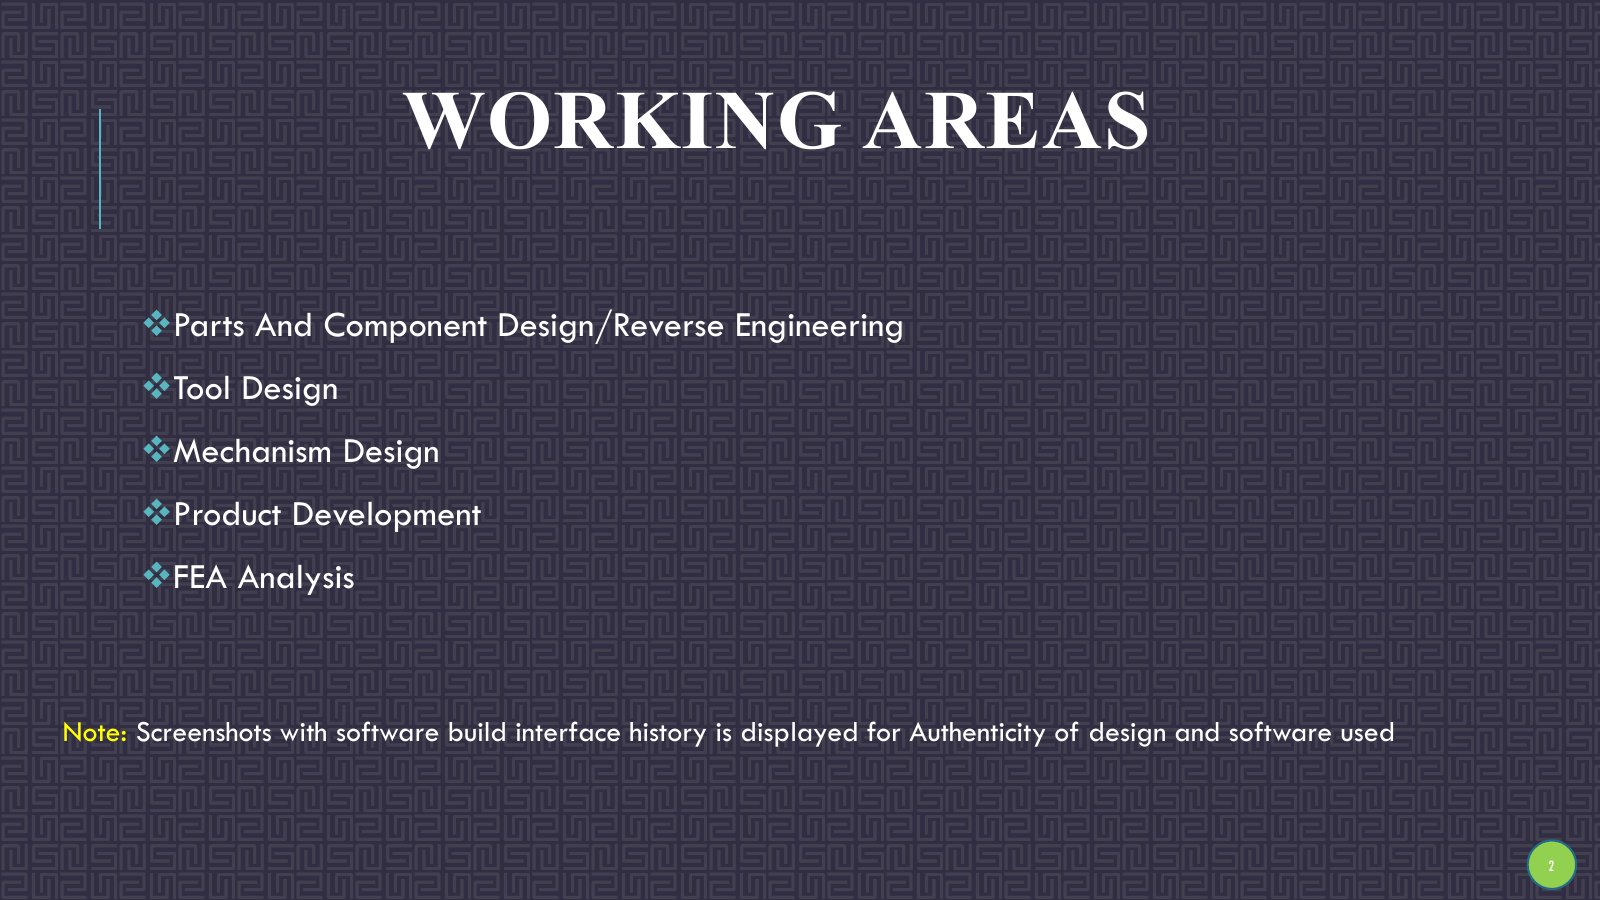 WORKING AREAS
Parts And Component Design/Reverse Engineering
Tool Design
Mechanism Design
Product Development
FEA Analysis
Note: Screenshots with software build interface history is displayed for Authenticity of design and software used
2